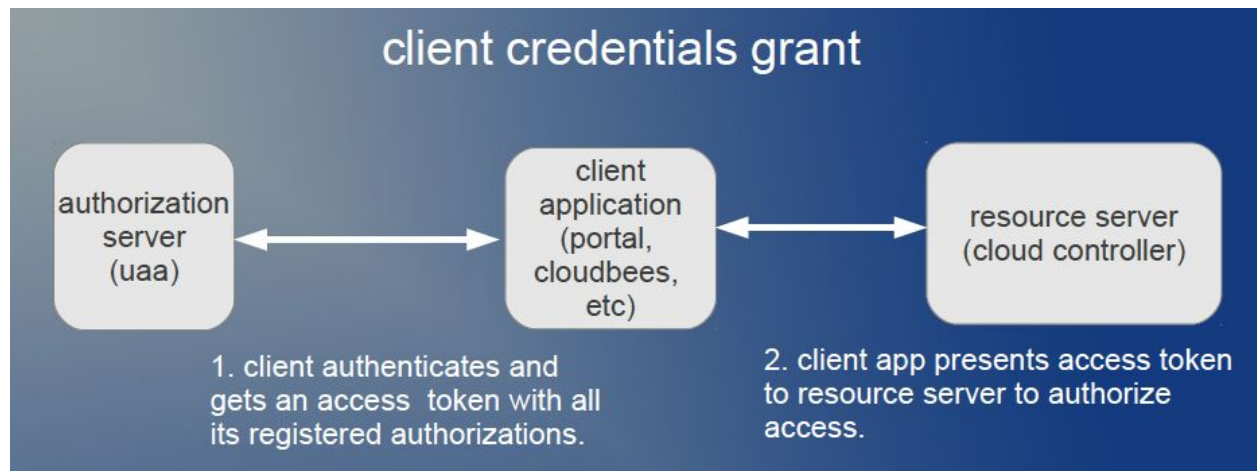 client credentials grant
authorization
server
(uaa)
client
application
(portal,
cloudbees,
etc)
resource server
(cloud controller)
1. client authenticates and
gets an access token with all
its registered authorizations.
2. client app presents access token
to resource server to authorize
access.